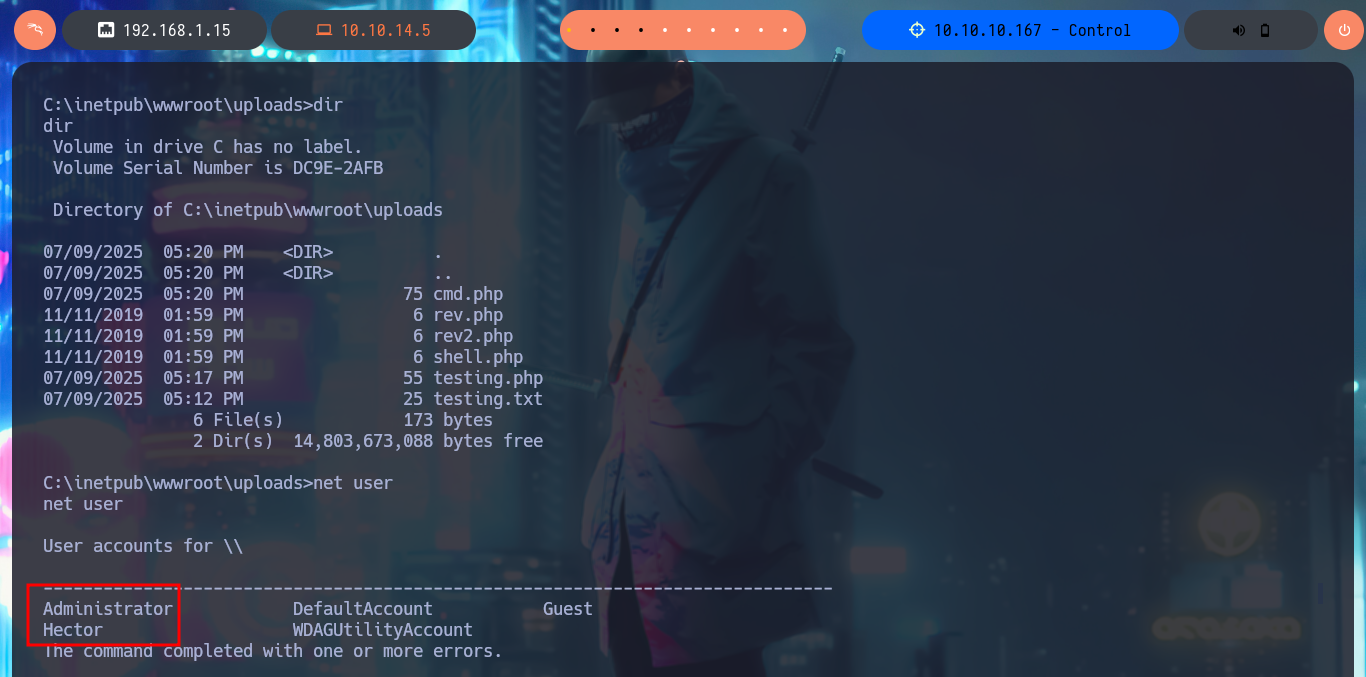 192.168.1.15 10.10.14.5 10.10.10.167 - Control
C:\inetpub\wwwroot\uploads>dir
dir
 Volume in drive C has no label.
 Volume Serial Number is DC9E-2AFB
 Directory of C:\inetpub\wwwroot\uploads
07/09/2025  05:20 PM    <DIR>          .
07/09/2025  05:20 PM    <DIR>          ..
07/09/2025  05:20 PM                75 cmd.php
11/11/2019  01:59 PM                 6 rev.php
11/11/2019  01:59 PM                 6 rev2.php
11/11/2019  01:59 PM                 6 shell.php
07/09/2025  05:17 PM                55 testing.php
07/09/2025  05:12 PM                25 testing.txt
               6 File(s)            173 bytes
               2 Dir(s)  14,803,673,088 bytes free
C:\inetpub\wwwroot\uploads>net user
net user
User accounts for \\
-------------------------------------------------------------------------------
Administrator            DefaultAccount           Guest
Hector                   WDAGUtilityAccount
The command completed with one or more errors.